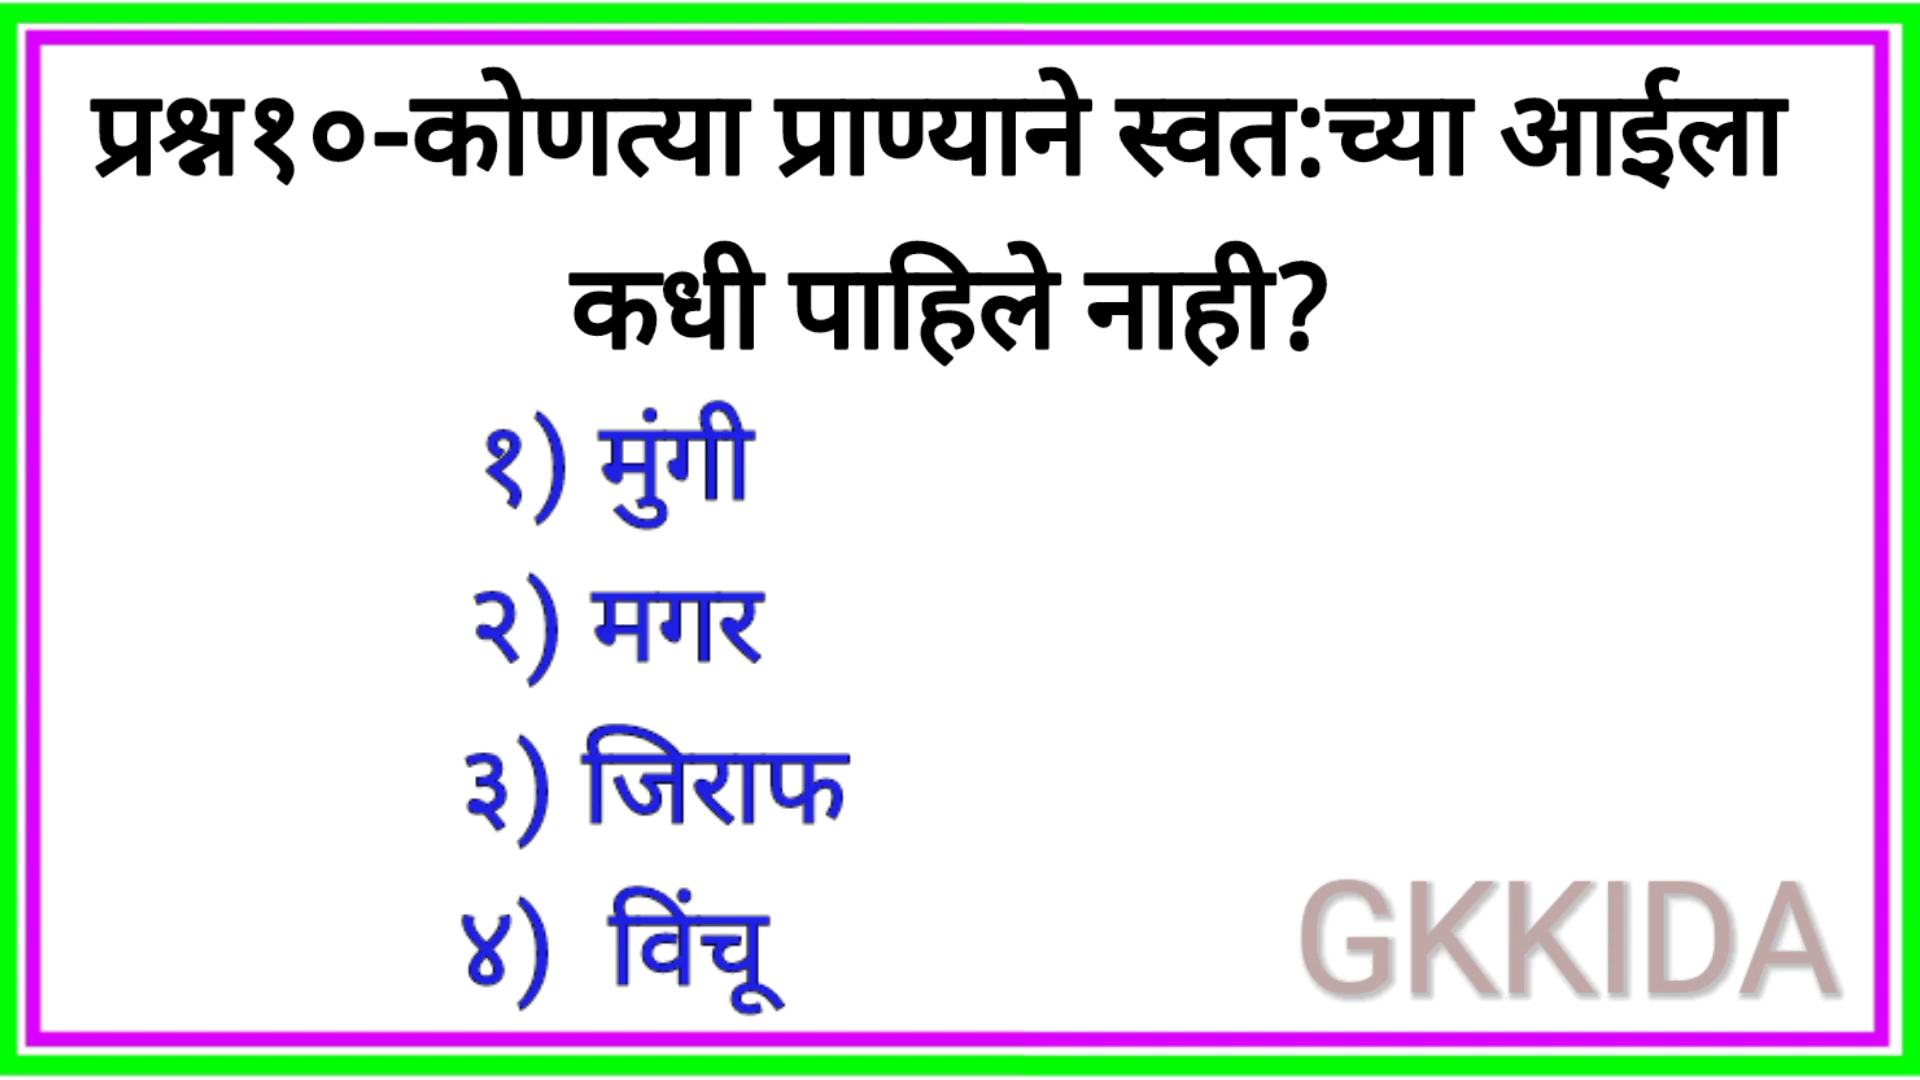 प्रश्न१०-कोणत्या प्राण्याने स्वत:च्या आईला
कधी पाहिले नाही?
१) मुंगी
२) मगर
३) जिराफ
४) विंचू
GKKIDA